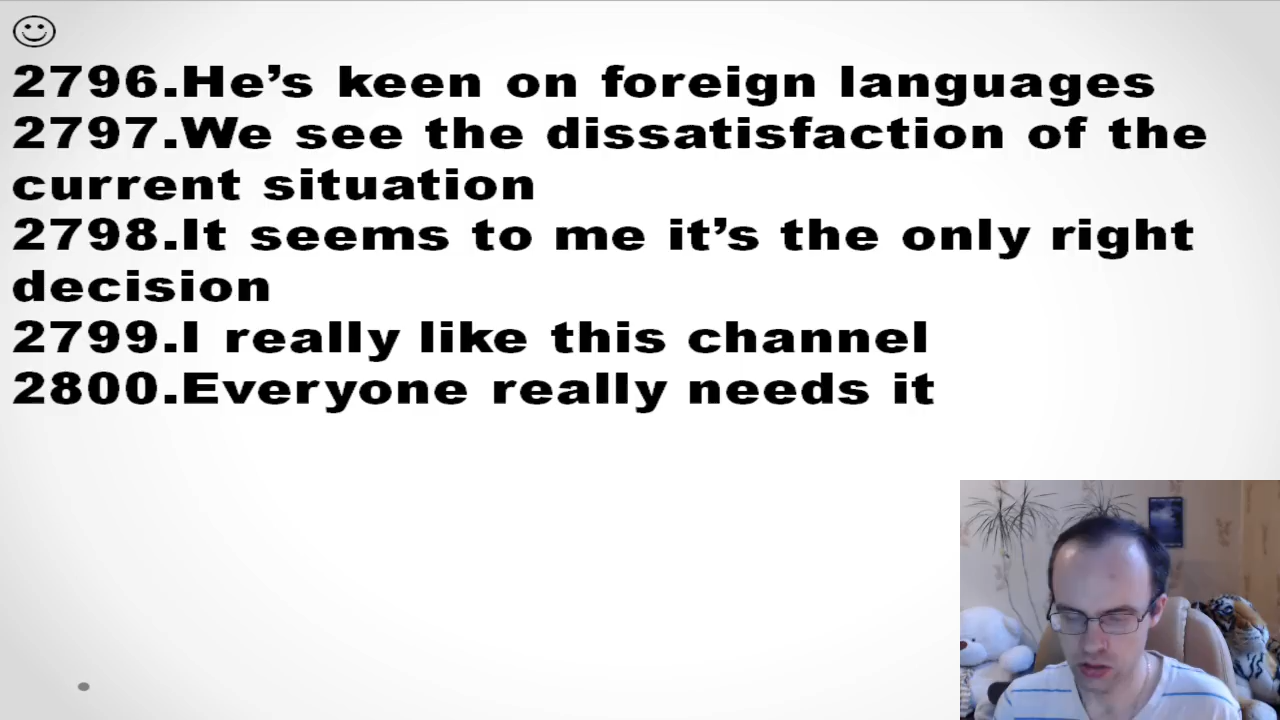 2796.He’s keen on foreign languages
2797.We see the dissatisfaction of the
current situation
2798.It seems to me it’s the only right
decision
2799.I really like this channel
2800.Everyone really needs it